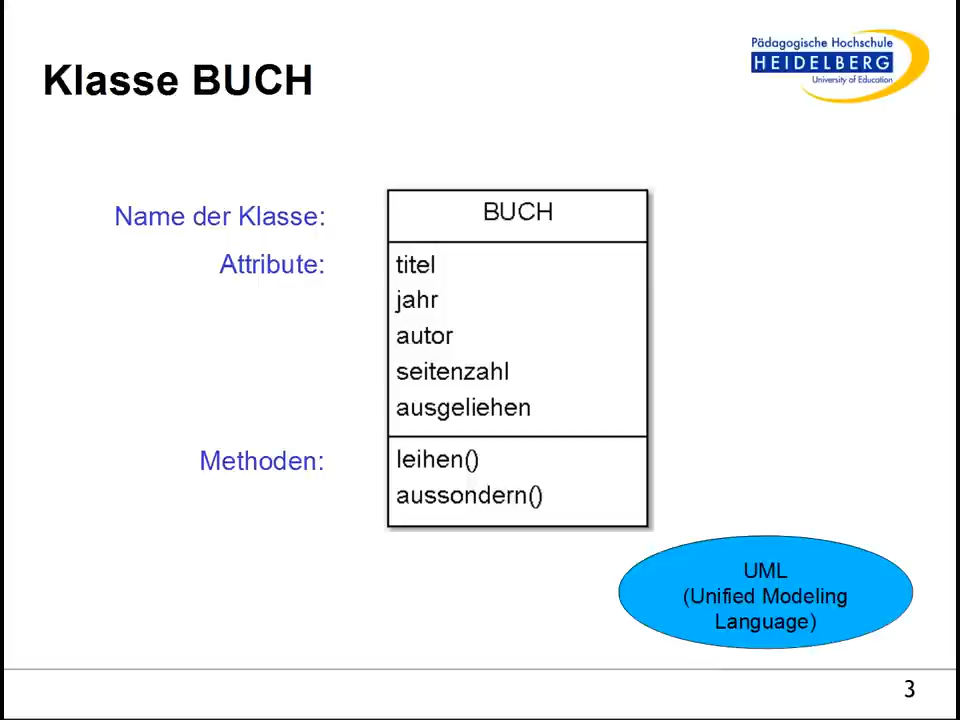 Klasse BUCH
Pädagogische Hochschule
HEIDELBERG
University of Education
Name der Klasse:
BUCH
Attribute:
titel
jahr
autor
seitenzahl
ausgeliehen
Methoden:
leihen()
aussondern()
UML
(Unified Modeling
Language)
3